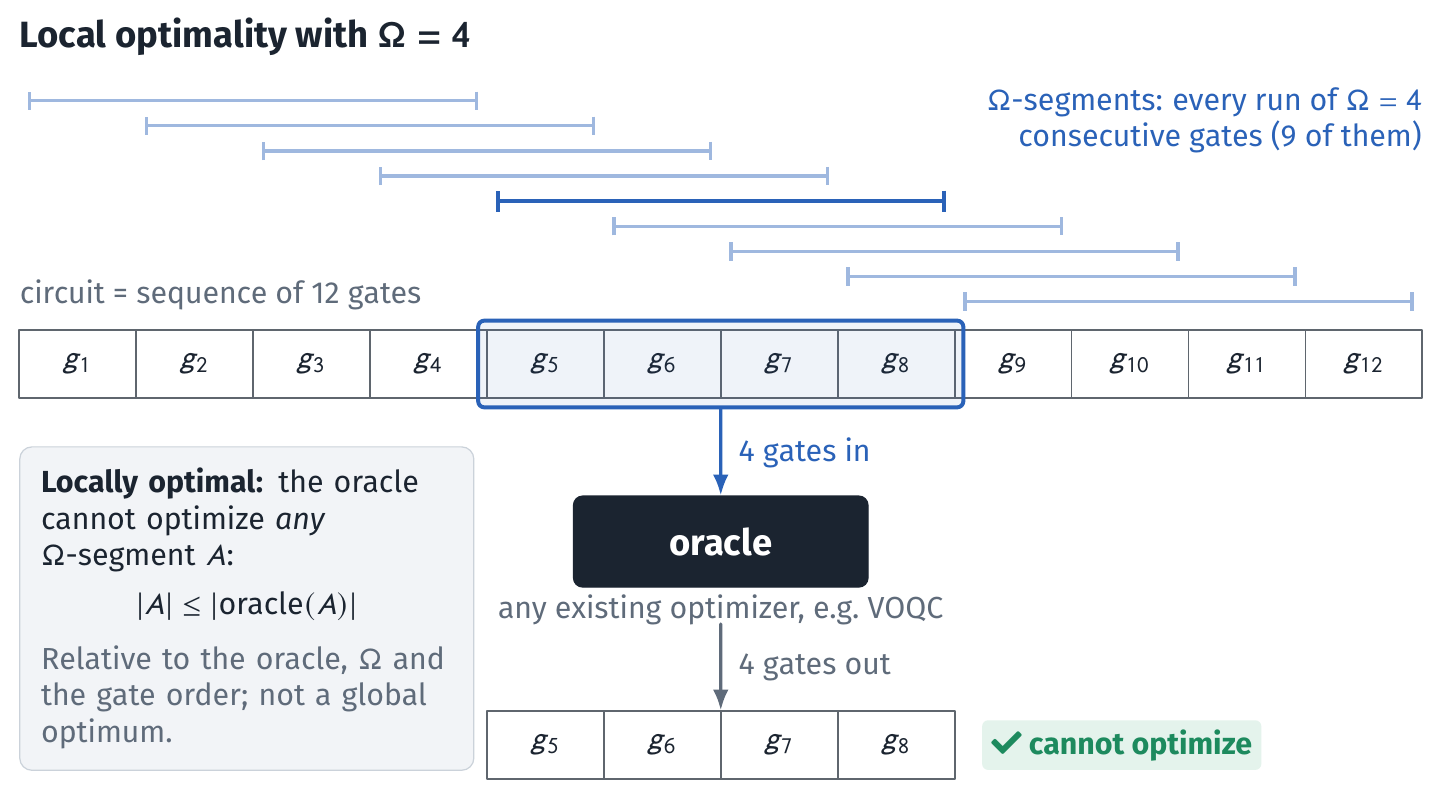 Local optimality with Ω = 4
Ω-segments: every run of Ω = 4
consecutive gates (9 of them)
circuit = sequence of 12 gates
g1 g2 g3 g4 g5 g6 g7 g8 g9 g10 g11 g12
4 gates in
Locally optimal: the oracle
cannot optimize any
Ω-segment A:
|A| ≤ |oracle(A)|
Relative to the oracle, Ω and
the gate order; not a global
optimum.
oracle
any existing optimizer, e.g. VOQC
4 gates out
g5 g6 g7 g8
✔ cannot optimize